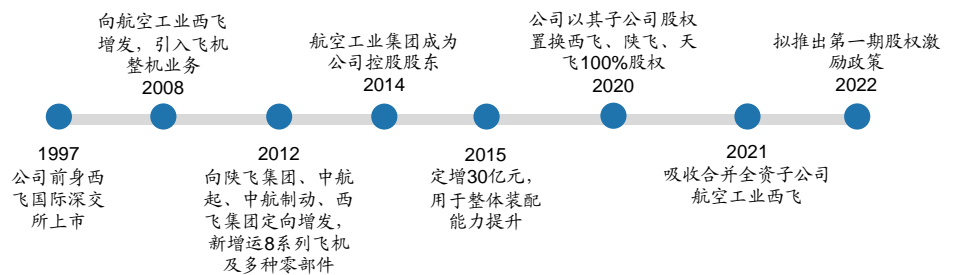 向航空工业西飞
增发，引入飞机
整机业务
2008
航空工业集团成为
公司控股股东
2014
公司以其子公司股权
置换西飞、陕飞、天
飞100%股权
2020
拟推出第一期股权激
励政策
2022
1997
公司前身西
飞国际深交
所上市
2012
向陕飞集团、中航
起、中航制动、西
飞集团定向增发，
新增运8系列飞机
及多种零部件
2015
定增30亿元，
用于整体装配
能力提升
2021
吸收合并全资子公司
航空工业西飞